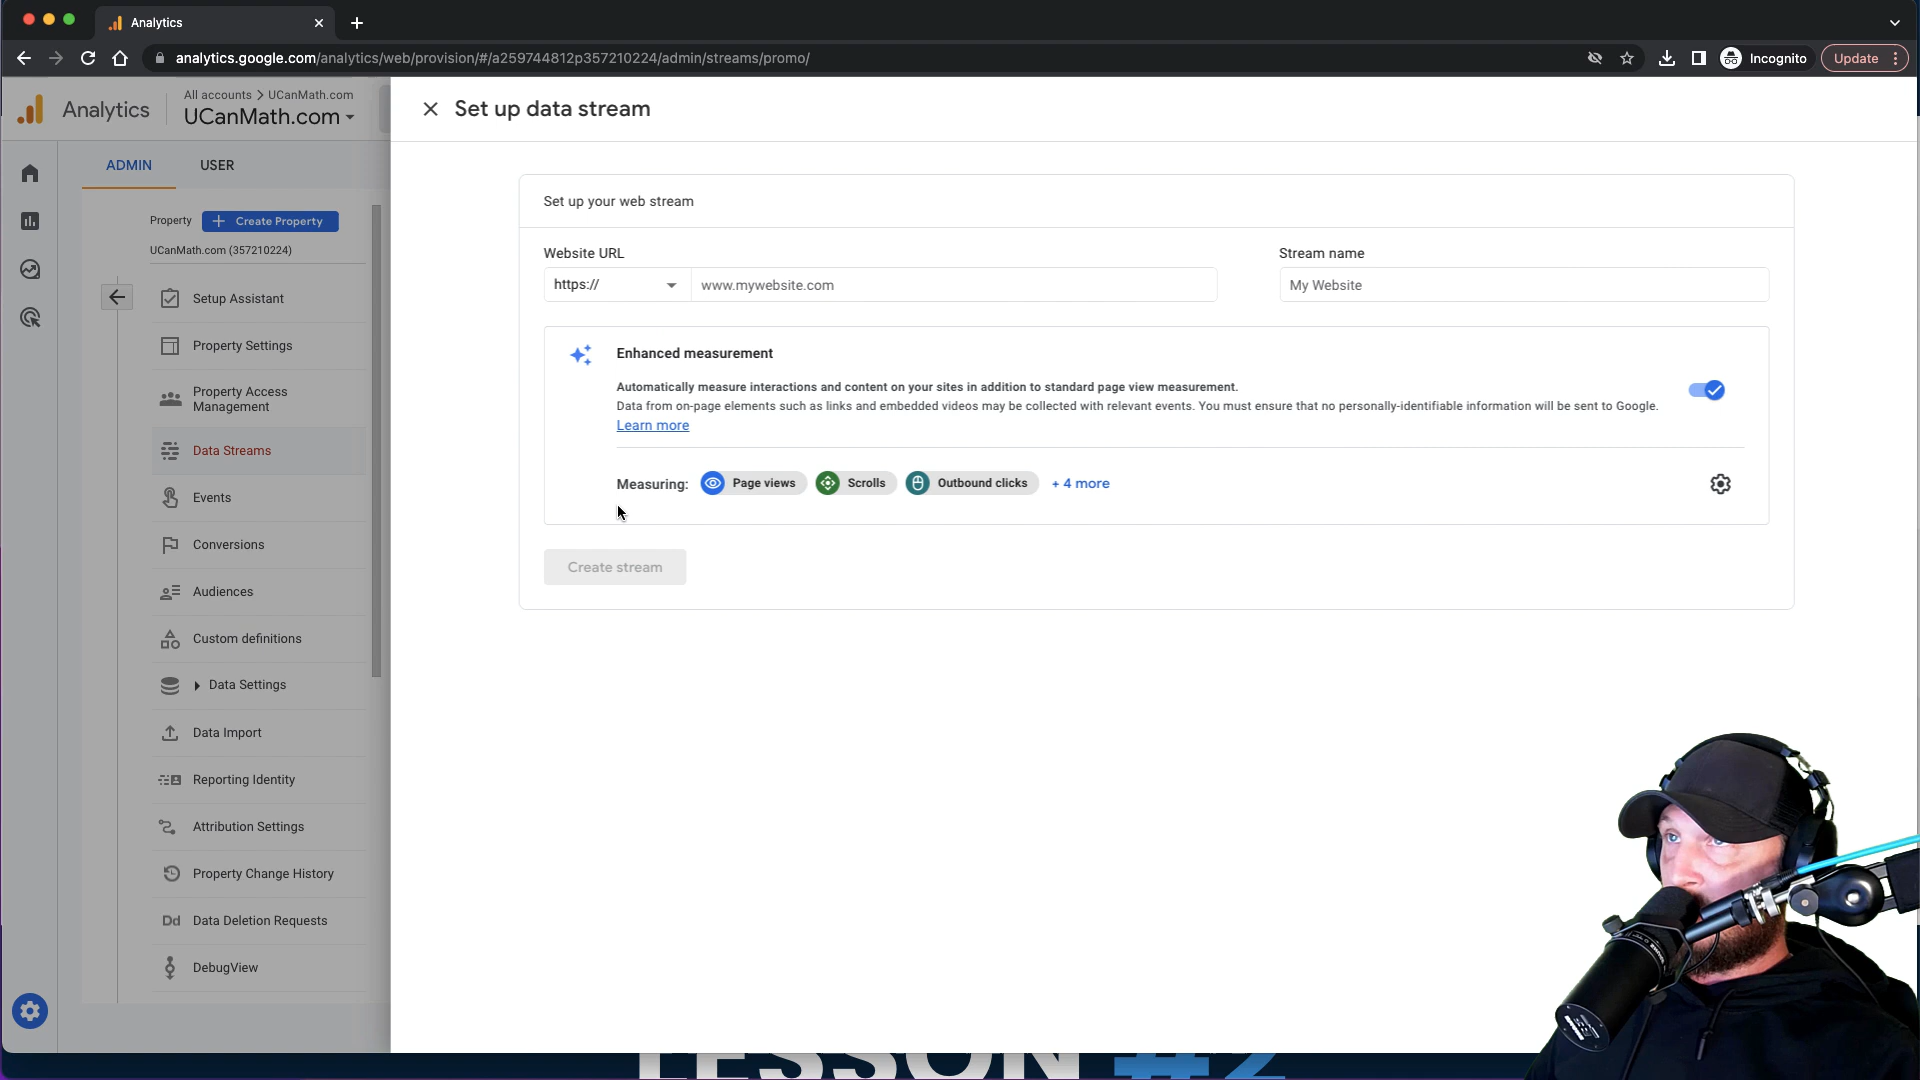 Analytics
analytics.google.com/analytics/web/provision/#/a259744812p357210224/admin/streams/promo/
Incognito
Update
Analytics
All accounts > UCanMath.com
UCanMath.com
Set up data stream
ADMIN
USER
Property
Create Property
UCanMath.com (357210224)
Setup Assistant
Property Settings
Property Access
Management
Data Streams
Events
Conversions
Audiences
Custom definitions
Data Settings
Data Import
Reporting Identity
Attribution Settings
Property Change History
Dd Data Deletion Requests
DebugView
Set up your web stream
Website URL
Stream name
https://
www.mywebsite.com
My Website
Enhanced measurement
Automatically measure interactions and content on your sites in addition to standard page view measurement.
Data from on-page elements such as links and embedded videos may be collected with relevant events. You must ensure that no personally-identifiable information will be sent to Google.
Learn more
Measuring:
Page views
Scrolls
Outbound clicks
+ 4 more
Create stream
LESSON #2